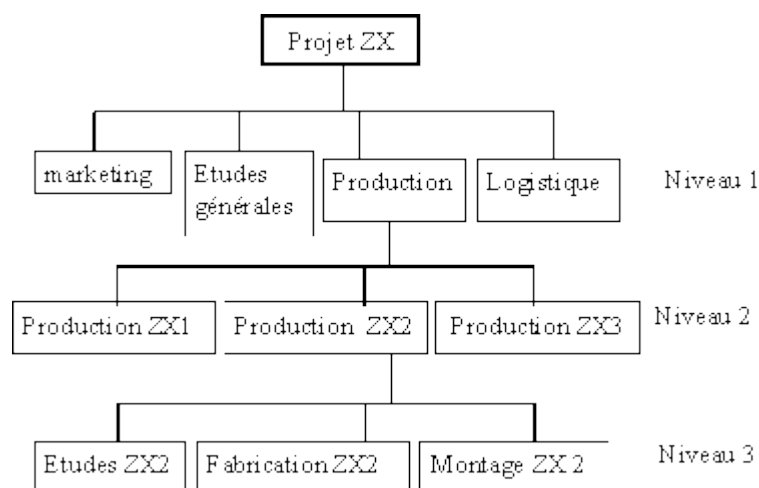 Projet ZX
marketing
Etudes
générales
Production
Logistique
Niveau 1
Production ZX1
Production ZX2
Production ZX3
Niveau 2
Etudes ZX2
Fabrication ZX2
Montage ZX 2
Niveau 3